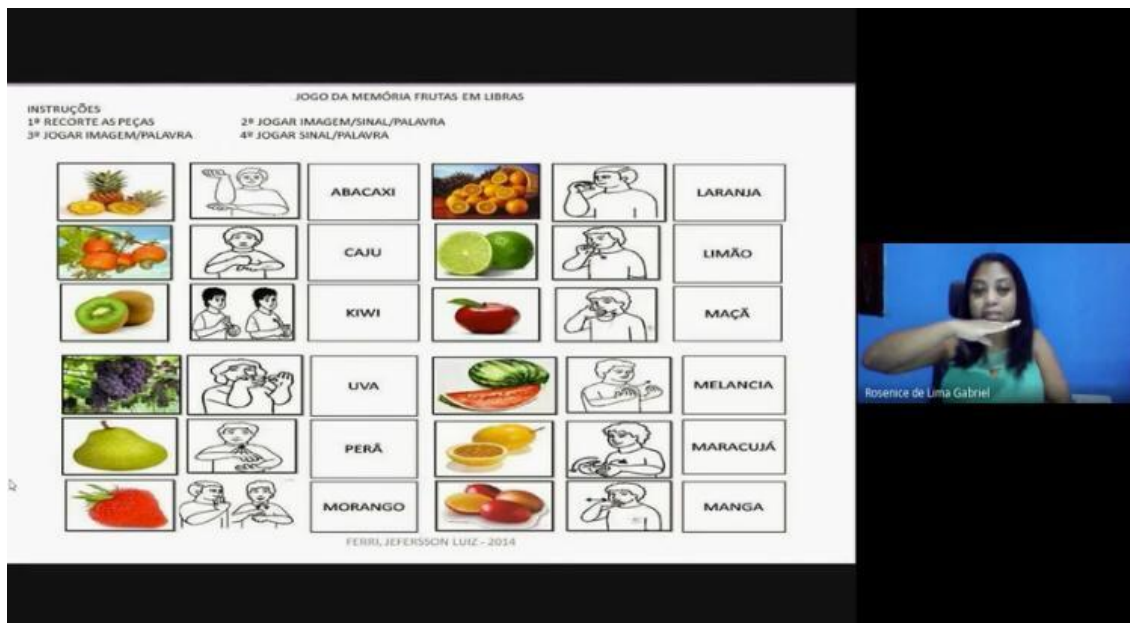 JOGO DA MEMÓRIA FRUTAS EM LIBRAS
INSTRUÇÕES
1º RECORTE AS PEÇAS 2º JOGAR IMAGEM/SINAL/PALAVRA
3º JOGAR IMAGEM/PALAVRA 4º JOGAR SINAL/PALAVRA
ABACAXI LARANJA
CAJU LIMÃO
KIWI MAÇÃ
UVA MELANCIA
PERÂ MARACUJÁ
MORANGO MANGA
FERRI, JEFERSSON LUIZ - 2014
Rosenice de Lima Gabriel